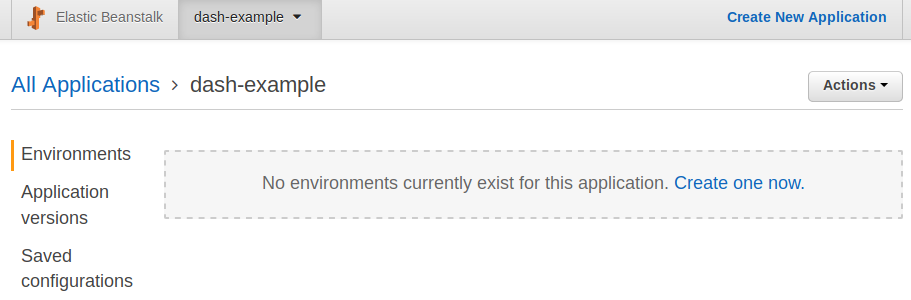 Elastic Beanstalk dash-example Create New Application
All Applications › dash-example Actions
Environments
No environments currently exist for this application. Create one now.
Application
versions
Saved
configurations